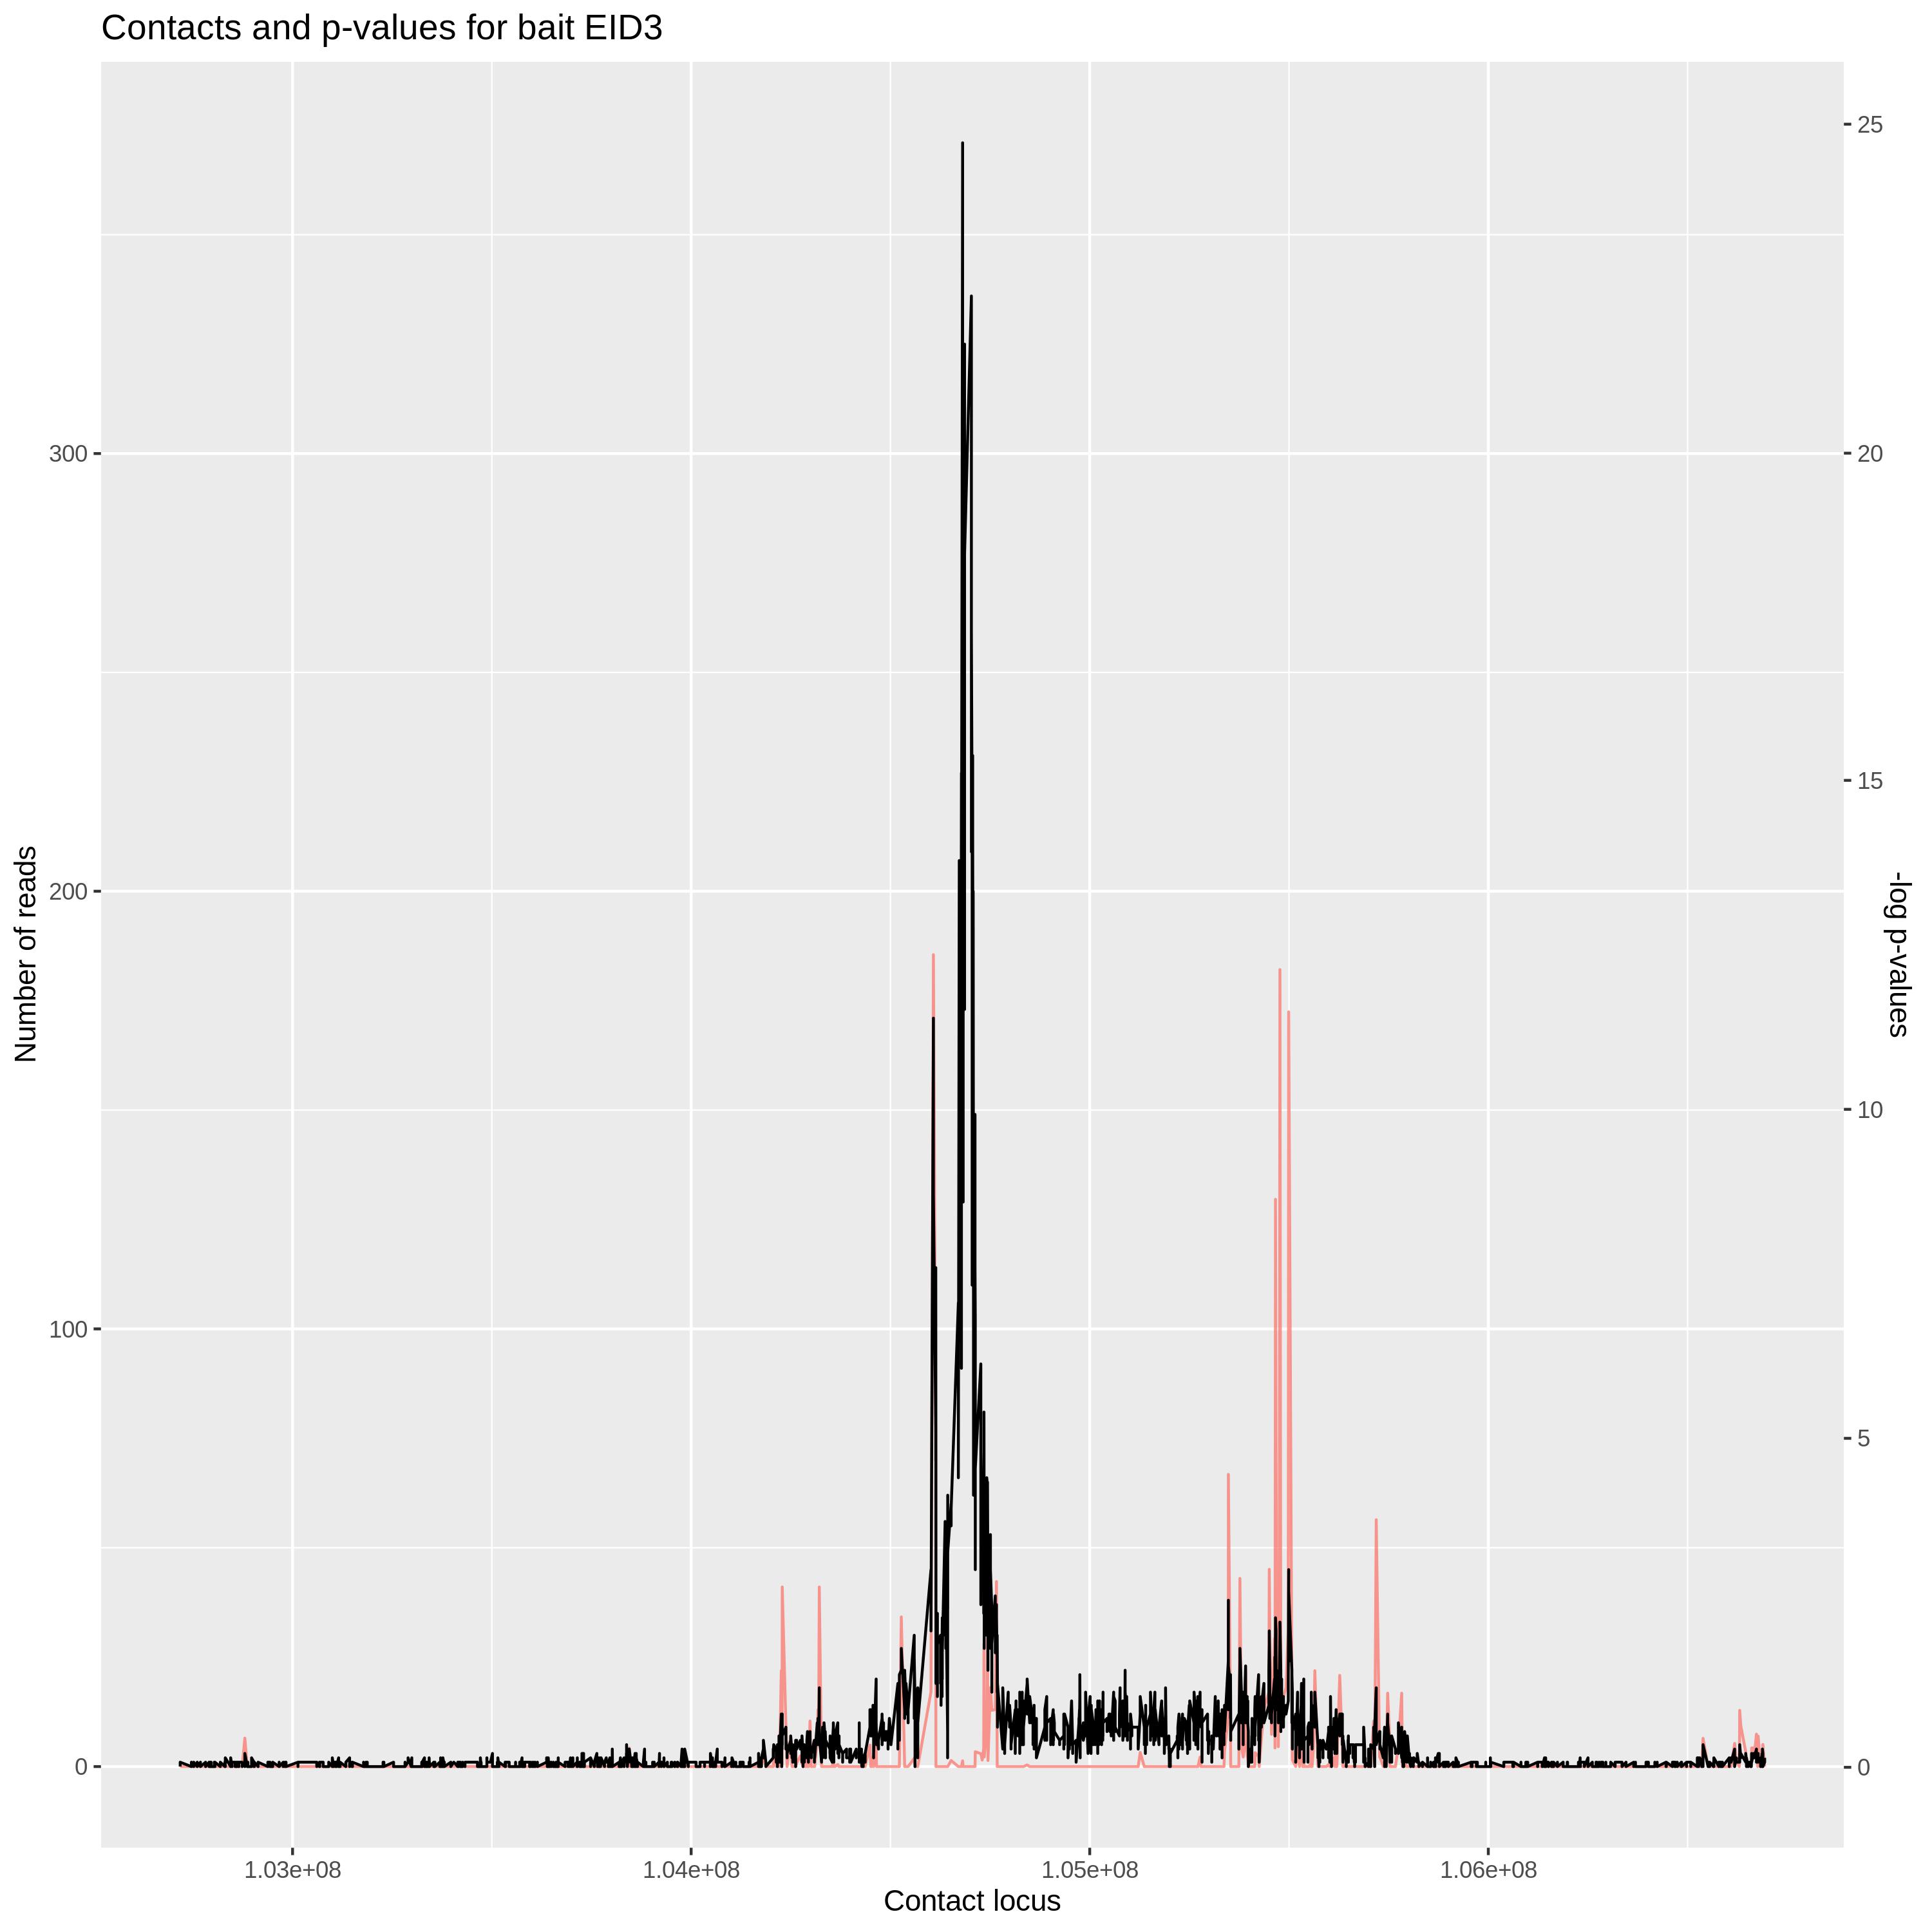 Contacts and p-values for bait EID3
Number of reads
300
200
100
0
25
20
15
10
5
0
-log p-values
1.03e+08
1.04e+08
1.05e+08
1.06e+08
Contact locus